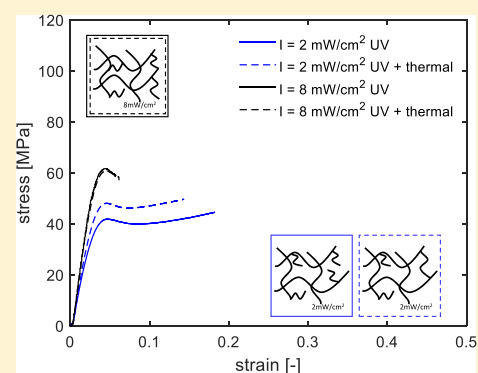 120
100
80
60
40
20
0
stress [MPa]
8mW/cm²
I = 2 mW/cm² UV
I = 2 mW/cm² UV + thermal
I = 8 mW/cm² UV
I = 8 mW/cm² UV + thermal
2mW/cm²
2mW/cm²
0
0.1
0.2
0.3
0.4
0.5
strain [-]